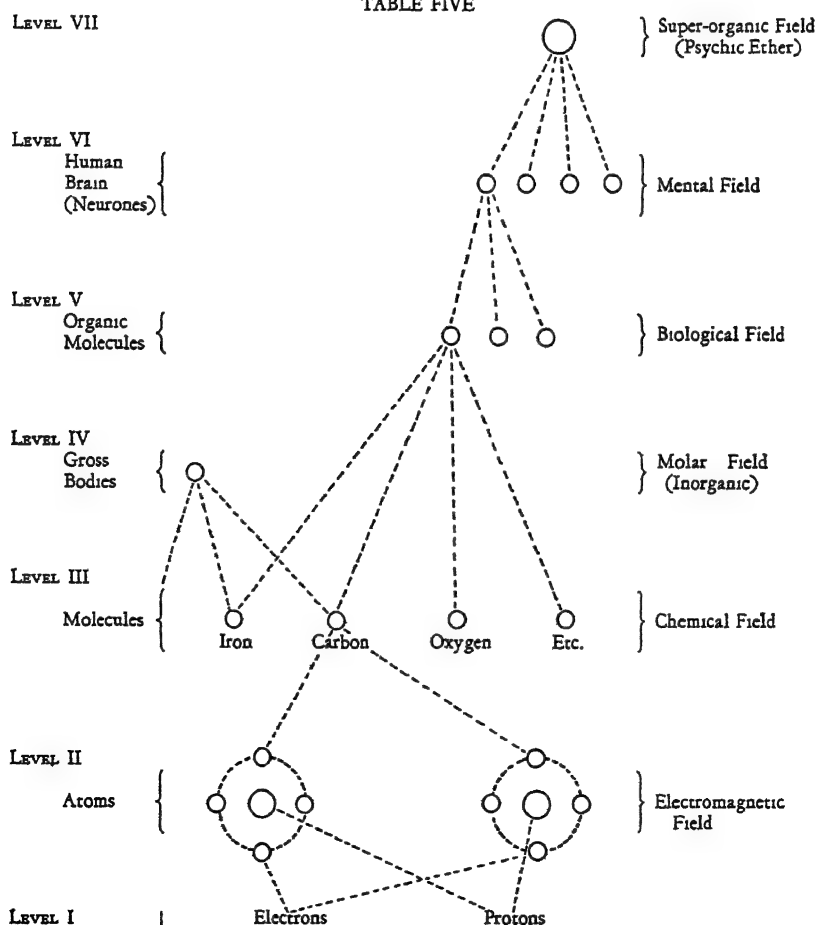 TABLE FIVE
LEVEL VII
Super-organic Field
(Psychic Ether)
LEVEL VI
Human
Brain
(Neurones)
Mental Field
LEVEL V
Organic
Molecules
Biological Field
LEVEL IV
Gross
Bodies
Molar Field
(Inorganic)
LEVEL III
Molecules
Iron
Carbon
Oxygen
Etc.
Chemical Field
LEVEL II
Atoms
Electromagnetic
Field
LEVEL I
Electrons
Protons